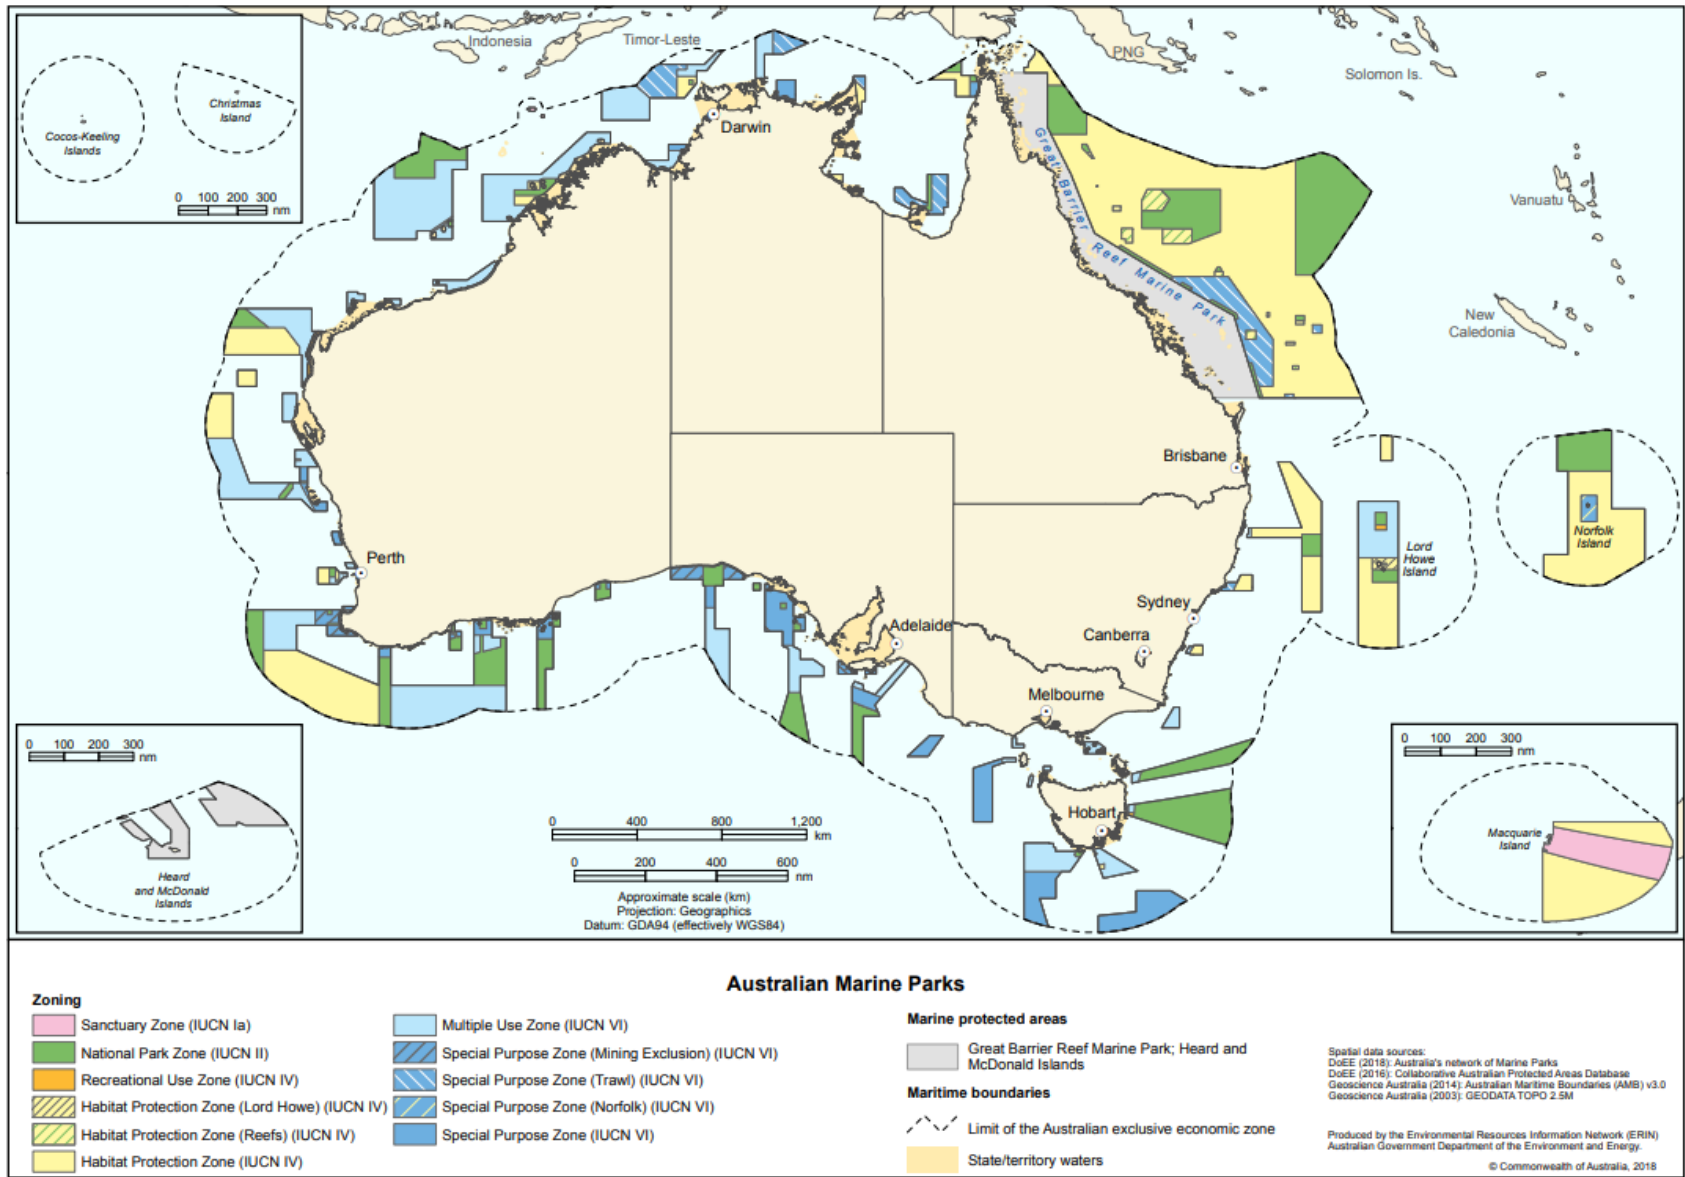 Indonesia
Timor-Leste
PNG
Solomon Is.
Vanuatu
New
Caledonia
Christmas
Island
Cocos-Keeling
Islands
0 100 200 300
nm
Darwin
Great Barrier Reef Marine Park
Brisbane
Perth
Lord
Howe
Island
Norfolk
Island
Sydney
Adelaide
Canberra
Melbourne
Hobart
0 100 200 300
nm
Heard
and McDonald
Islands
0 400 800 1,200
km
0 200 400 600
nm
Approximate scale (km)
Projection: Geographics
Datum: GDA94 (effectively WGS84)
0 100 200 300
nm
Macquarie
Island
Australian Marine Parks
Zoning
Sanctuary Zone (IUCN Ia)
National Park Zone (IUCN II)
Recreational Use Zone (IUCN IV)
Habitat Protection Zone (Lord Howe) (IUCN IV)
Habitat Protection Zone (Reefs) (IUCN IV)
Habitat Protection Zone (IUCN IV)
Multiple Use Zone (IUCN VI)
Special Purpose Zone (Mining Exclusion) (IUCN VI)
Special Purpose Zone (Trawl) (IUCN VI)
Special Purpose Zone (Norfolk) (IUCN VI)
Special Purpose Zone (IUCN VI)
Marine protected areas
Great Barrier Reef Marine Park; Heard and
McDonald Islands
Maritime boundaries
Limit of the Australian exclusive economic zone
State/territory waters
Spatial data sources:
DoEE (2018): Australia's network of Marine Parks
DoEE (2016): Collaborative Australian Protected Areas Database
Geoscience Australia (2014): Australian Maritime Boundaries (AMB) v3.0
Geoscience Australia (2003): GEODATA TOPO 2.5M
Produced by the Environmental Resources Information Network (ERIN)
Australian Government Department of the Environment and Energy.
© Commonwealth of Australia, 2018